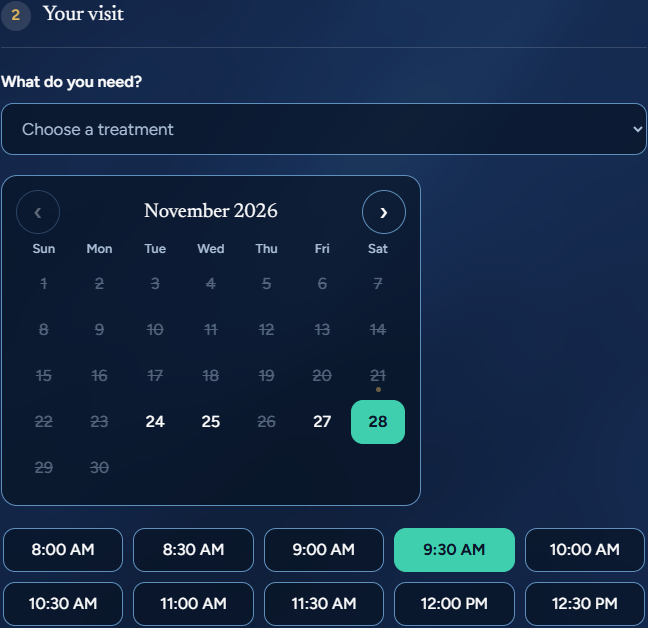 2 Your visit
What do you need?
Choose a treatment
‹ November 2026 ›
Sun Mon Tue Wed Thu Fri Sat
1 2 3 4 5 6 7
8 9 10 11 12 13 14
15 16 17 18 19 20 21
22 23 24 25 26 27 28
29 30
8:00 AM 8:30 AM 9:00 AM 9:30 AM 10:00 AM
10:30 AM 11:00 AM 11:30 AM 12:00 PM 12:30 PM